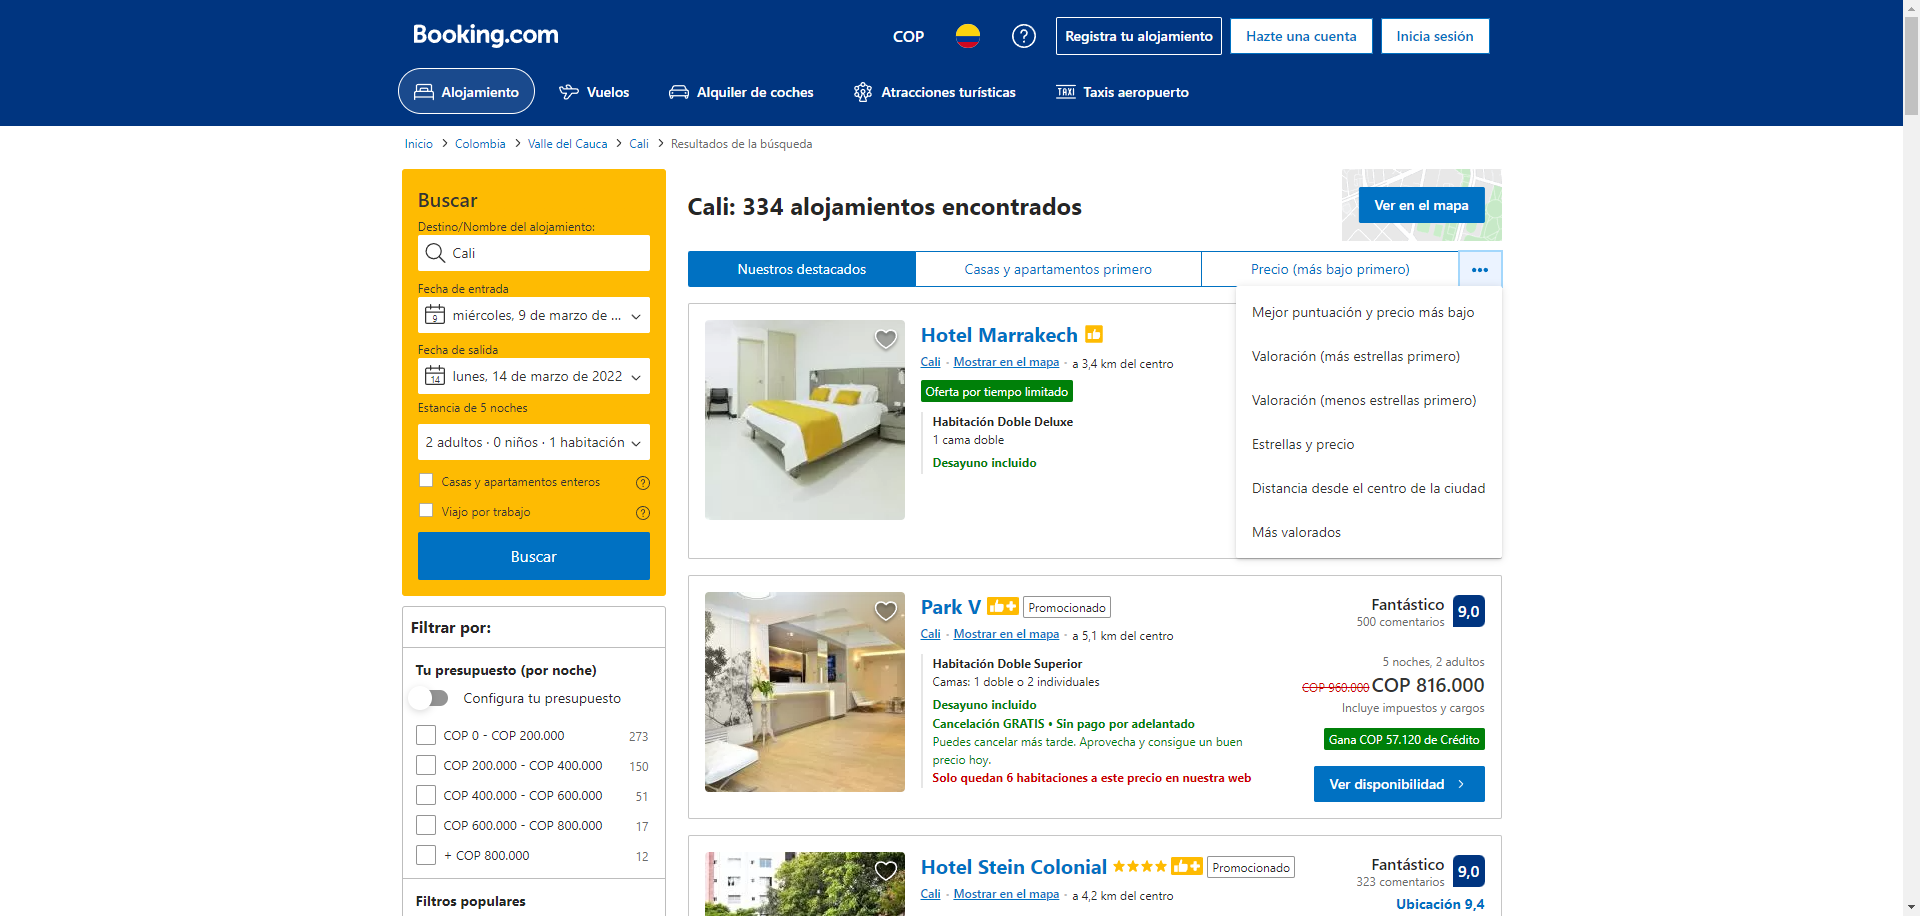 Booking.com
COP
Registra tu alojamiento
Hazte una cuenta
Inicia sesión
Alojamiento
Vuelos
Alquiler de coches
Atracciones turísticas
TAXI
Taxis aeropuerto
Inicio > Colombia > Valle del Cauca > Cali > Resultados de la búsqueda
Buscar
Destino/Nombre del alojamiento:
Cali
Fecha de entrada
9
miércoles, 9 de marzo de ...
Fecha de salida
14
lunes, 14 de marzo de 2022
Estancia de 5 noches
2 adultos · 0 niños · 1 habitación
Casas y apartamentos enteros
Viajo por trabajo
Buscar
Filtrar por:
Tu presupuesto (por noche)
Configura tu presupuesto
COP 0 - COP 200.000 273
COP 200.000 - COP 400.000 150
COP 400.000 - COP 600.000 51
COP 600.000 - COP 800.000 17
+ COP 800.000 12
Filtros populares
Cali: 334 alojamientos encontrados
Ver en el mapa
Nuestros destacados
Casas y apartamentos primero
Precio (más bajo primero)
Mejor puntuación y precio más bajo
Valoración (más estrellas primero)
Valoración (menos estrellas primero)
Estrellas y precio
Distancia desde el centro de la ciudad
Más valorados
Hotel Marrakech
Cali · Mostrar en el mapa · a 3,4 km del centro
Oferta por tiempo limitado
Habitación Doble Deluxe
1 cama doble
Desayuno incluido
Park V Promocionado
Cali · Mostrar en el mapa · a 5,1 km del centro
Habitación Doble Superior
Camas: 1 doble o 2 individuales
Desayuno incluido
Cancelación GRATIS • Sin pago por adelantado
Puedes cancelar más tarde. Aprovecha y consigue un buen
precio hoy.
Solo quedan 6 habitaciones a este precio en nuestra web
Fantástico 9,0
500 comentarios
5 noches, 2 adultos
COP 960.000 COP 816.000
Incluye impuestos y cargos
Gana COP 57.120 de Crédito
Ver disponibilidad
Hotel Stein Colonial Promocionado
Cali · Mostrar en el mapa · a 4,2 km del centro
Fantástico 9,0
323 comentarios
Ubicación 9,4